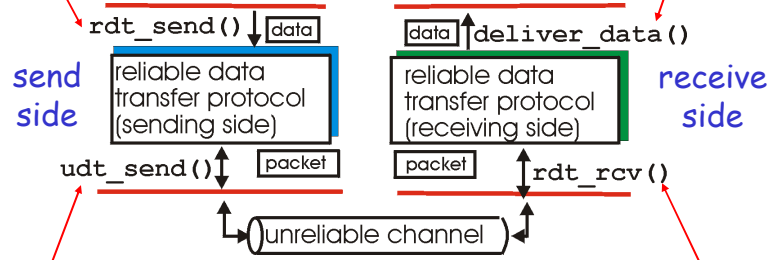 rdt_send()
data
data
deliver_data()
send
side
reliable data
transfer protocol
(sending side)
reliable data
transfer protocol
(receiving side)
receive
side
udt_send()
packet
packet
rdt_rcv()
unreliable channel